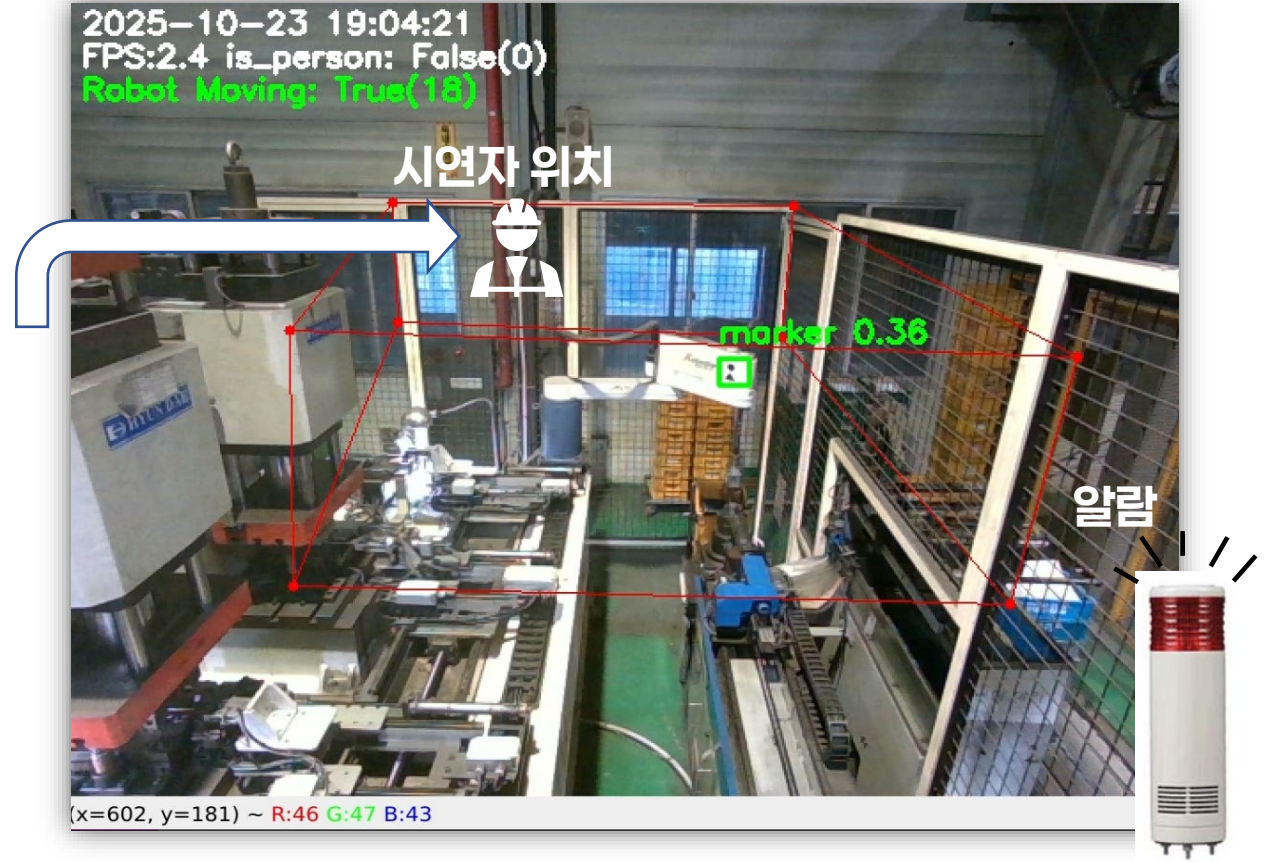 2025-10-23 19:04:21
FPS:2.4 is_person: False(0)
Robot Moving: True(18)
시연자 위치
marker 0.36
HYUNDAI
알람
(x=602, y=181) ~ R:46 G:47 B:43